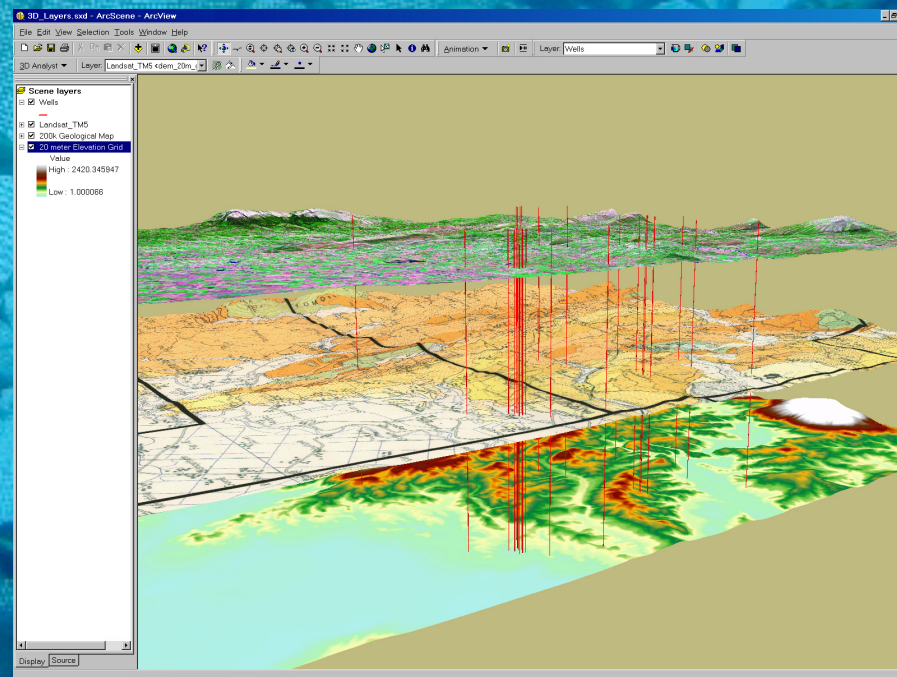 3D_Layers.sxd - ArcScene - ArcView
File Edit View Selection Tools Window Help
Animation Layer: Wells
3D Analyst Layer: Landsat_TM5 <dem_20m_
Scene layers
Wells
Landsat_TM5
200k Geological Map
20 meter Elevation Grid
Value
High : 2420.345947
Low : 1.000066
Display Source